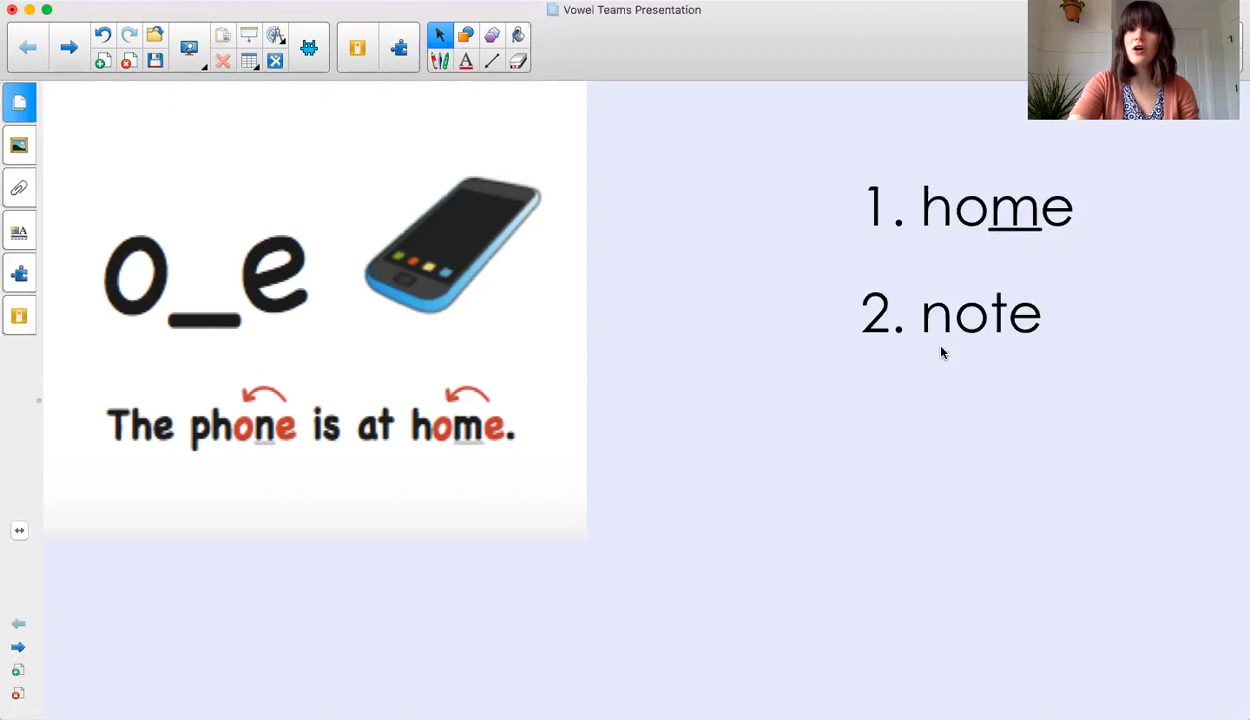 Vowel Teams Presentation
o_e
The phone is at home.
1. home
2. note